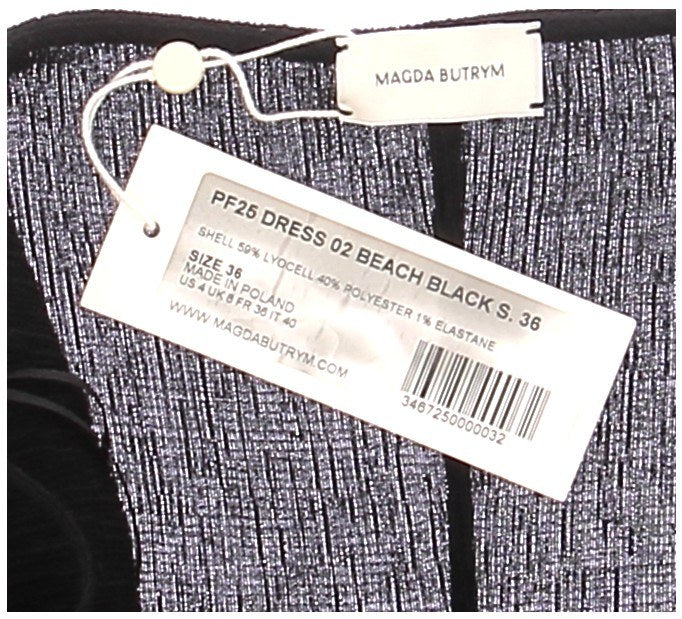 MAGDA BUTRYM
PF25 DRESS 02 BEACH BLACK S. 36
SHELL 59% LYOCELL 40% POLYESTER 1% ELASTANE
SIZE 36
MADE IN POLAND
US 4 UK 8 FR 36 IT 40
WWW.MAGDABUTRYM.COM
3467250000032